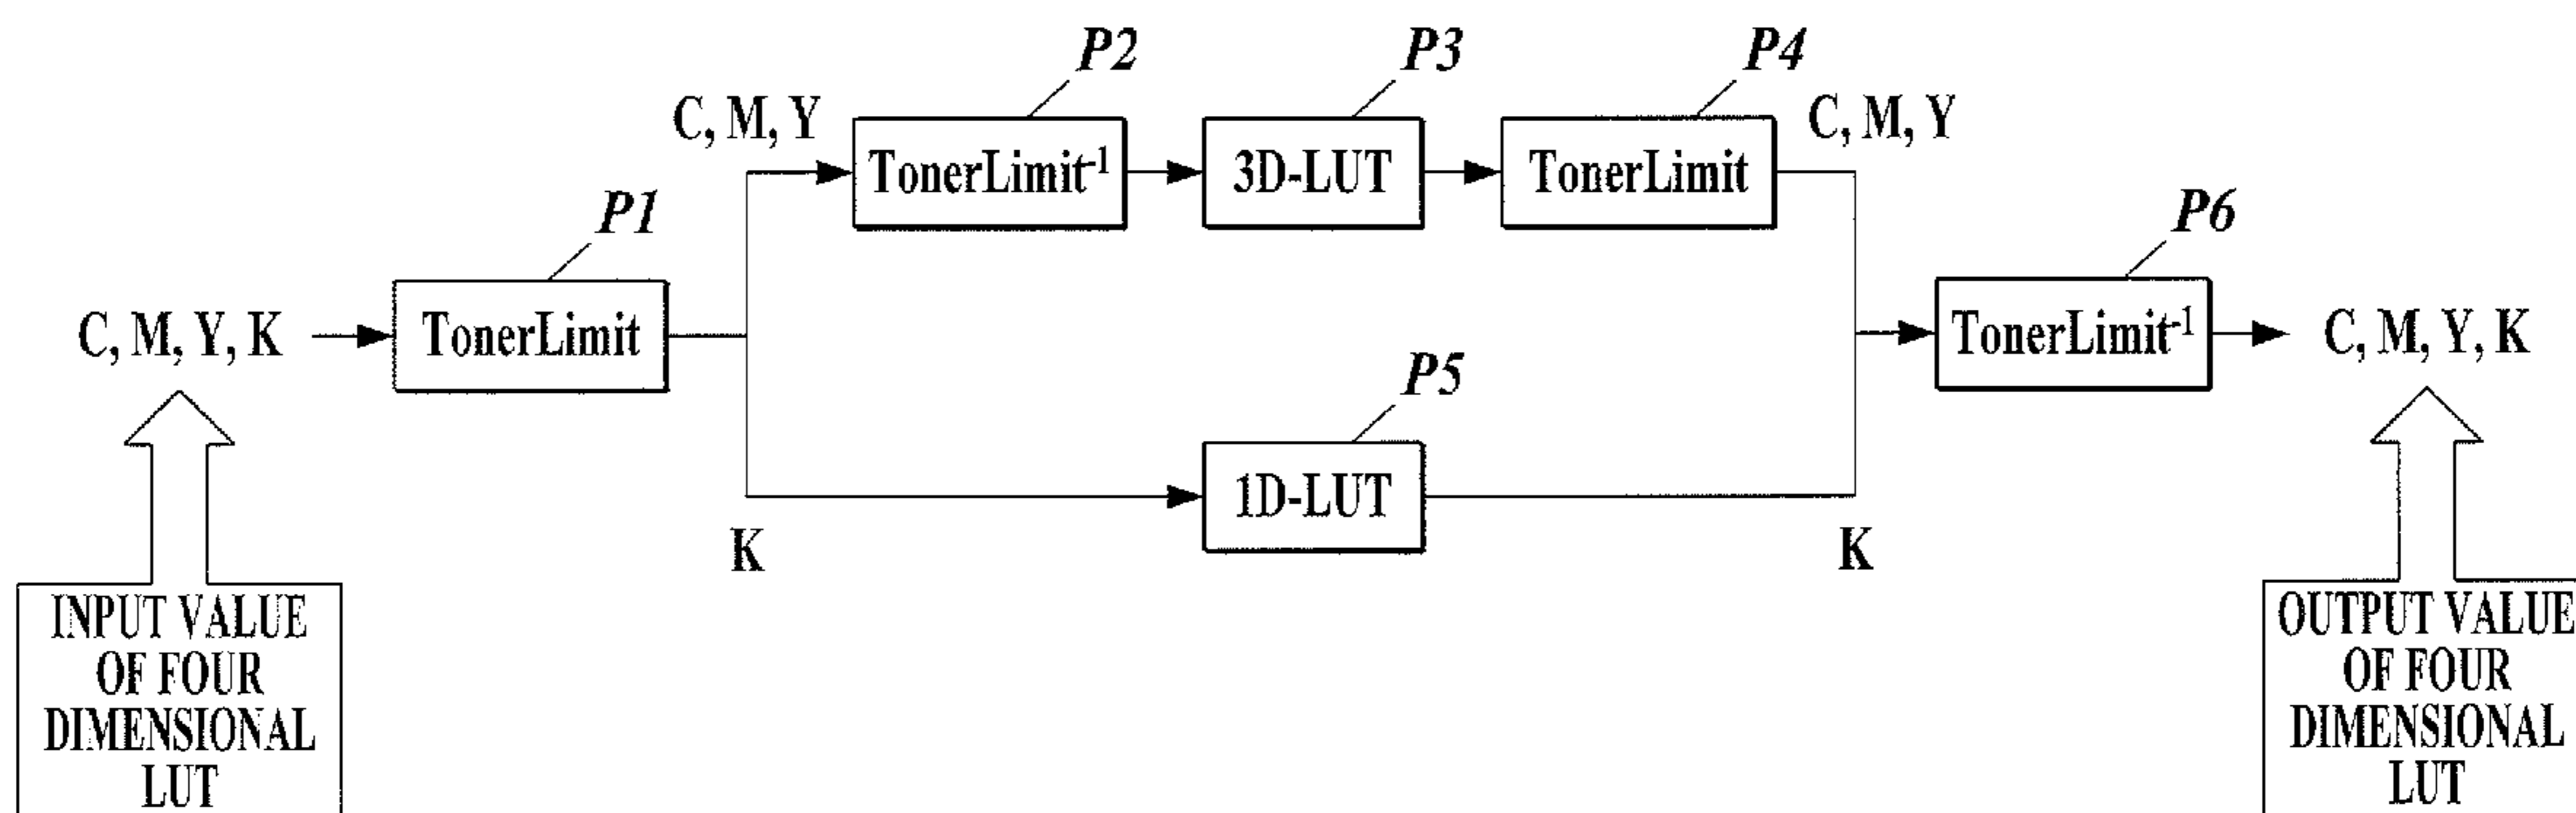 P2
P3
P4
C, M, Y
TonerLimit-1
3D-LUT
TonerLimit
C, M, Y
P1
P6
C, M, Y, K
TonerLimit
TonerLimit-1
C, M, Y, K
P5
1D-LUT
K
K
INPUT VALUE
OF FOUR
DIMENSIONAL
LUT
OUTPUT VALUE
OF FOUR
DIMENSIONAL
LUT